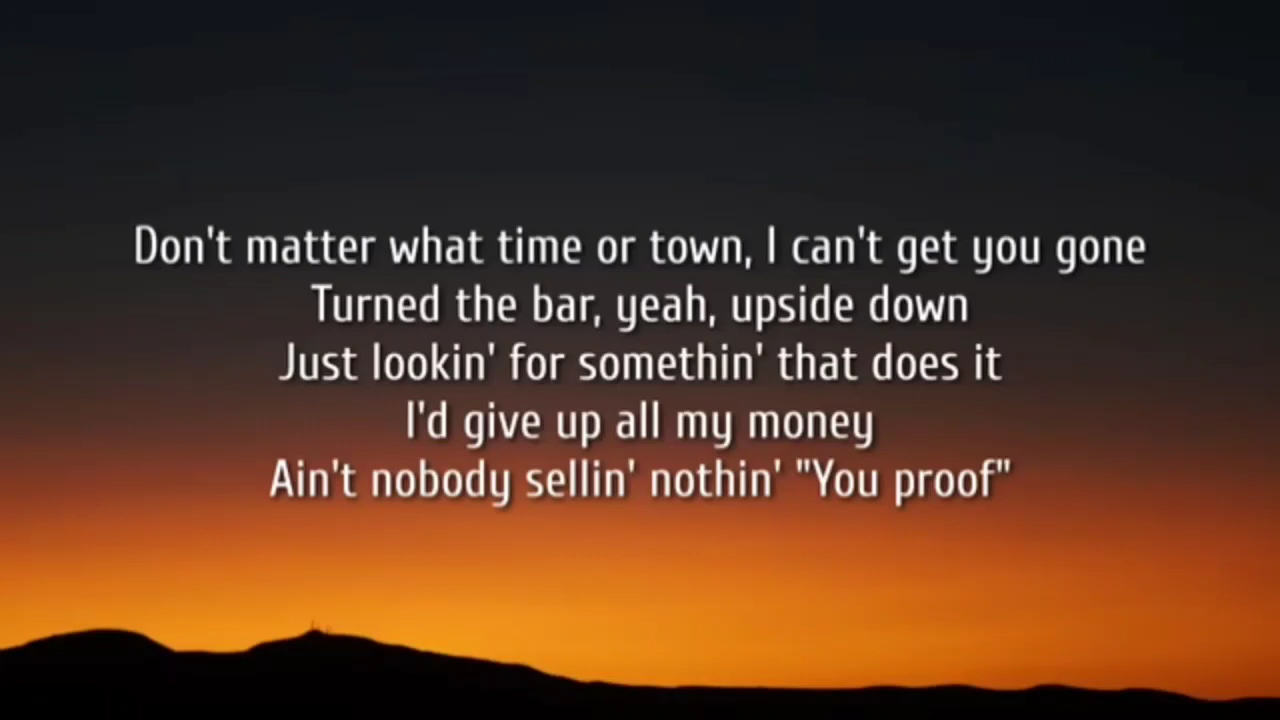 Don't matter what time or town, I can't get you gone
Turned the bar, yeah, upside down
Just lookin' for somethin' that does it
I'd give up all my money
Ain't nobody sellin' nothin' "You proof"